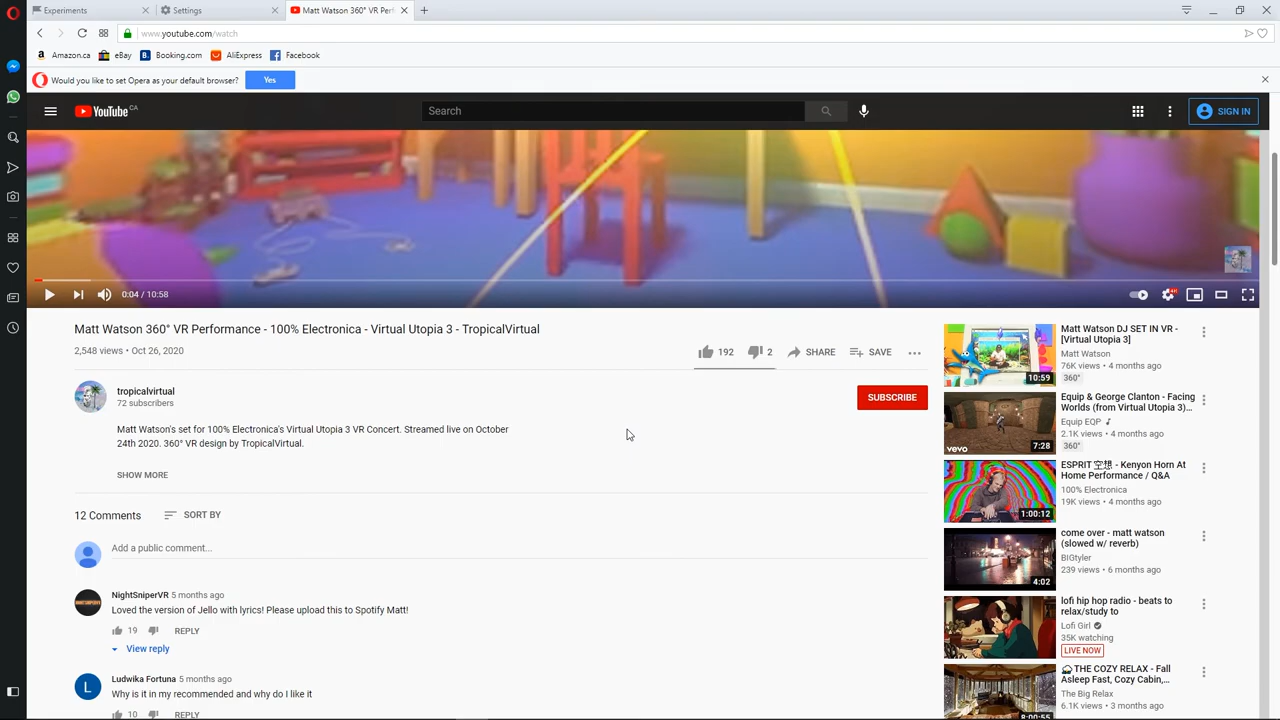 Experiments
Settings
Matt Watson 360° VR Per
www.youtube.com/watch
Amazon.ca eBay Booking.com AliExpress Facebook
Would you like to set Opera as your default browser? Yes
YouTube CA
Search
SIGN IN
0:04 / 10:58
Matt Watson 360° VR Performance - 100% Electronica - Virtual Utopia 3 - TropicalVirtual
2,548 views • Oct 26, 2020
192 2 SHARE SAVE
tropicalvirtual
72 subscribers
SUBSCRIBE
Matt Watson's set for 100% Electronica's Virtual Utopia 3 VR Concert. Streamed live on October
24th 2020. 360° VR design by TropicalVirtual.
SHOW MORE
12 Comments SORT BY
Add a public comment...
NightSniperVR 5 months ago
Loved the version of Jello with lyrics! Please upload this to Spotify Matt!
19 REPLY
View reply
L
Ludwika Fortuna 5 months ago
Why is it in my recommended and why do I like it
10 REPLY
10:59
Matt Watson DJ SET IN VR -
[Virtual Utopia 3]
Matt Watson
76K views • 4 months ago
360°
vevo
7:28
Equip & George Clanton - Facing
Worlds (from Virtual Utopia 3)...
Equip EQP
2.1K views • 4 months ago
360°
1:00:12
ESPRIT 空想 - Kenyon Horn At
Home Performance / Q&A
100% Electronica
19K views • 4 months ago
4:02
come over - matt watson
(slowed w/ reverb)
BIGtyler
239 views • 6 months ago
lofi hip hop radio - beats to
relax/study to
Lofi Girl
35K watching
LIVE NOW
8:00:55
THE COZY RELAX - Fall
Asleep Fast, Cozy Cabin,...
The Big Relax
6.1K views • 3 months ago